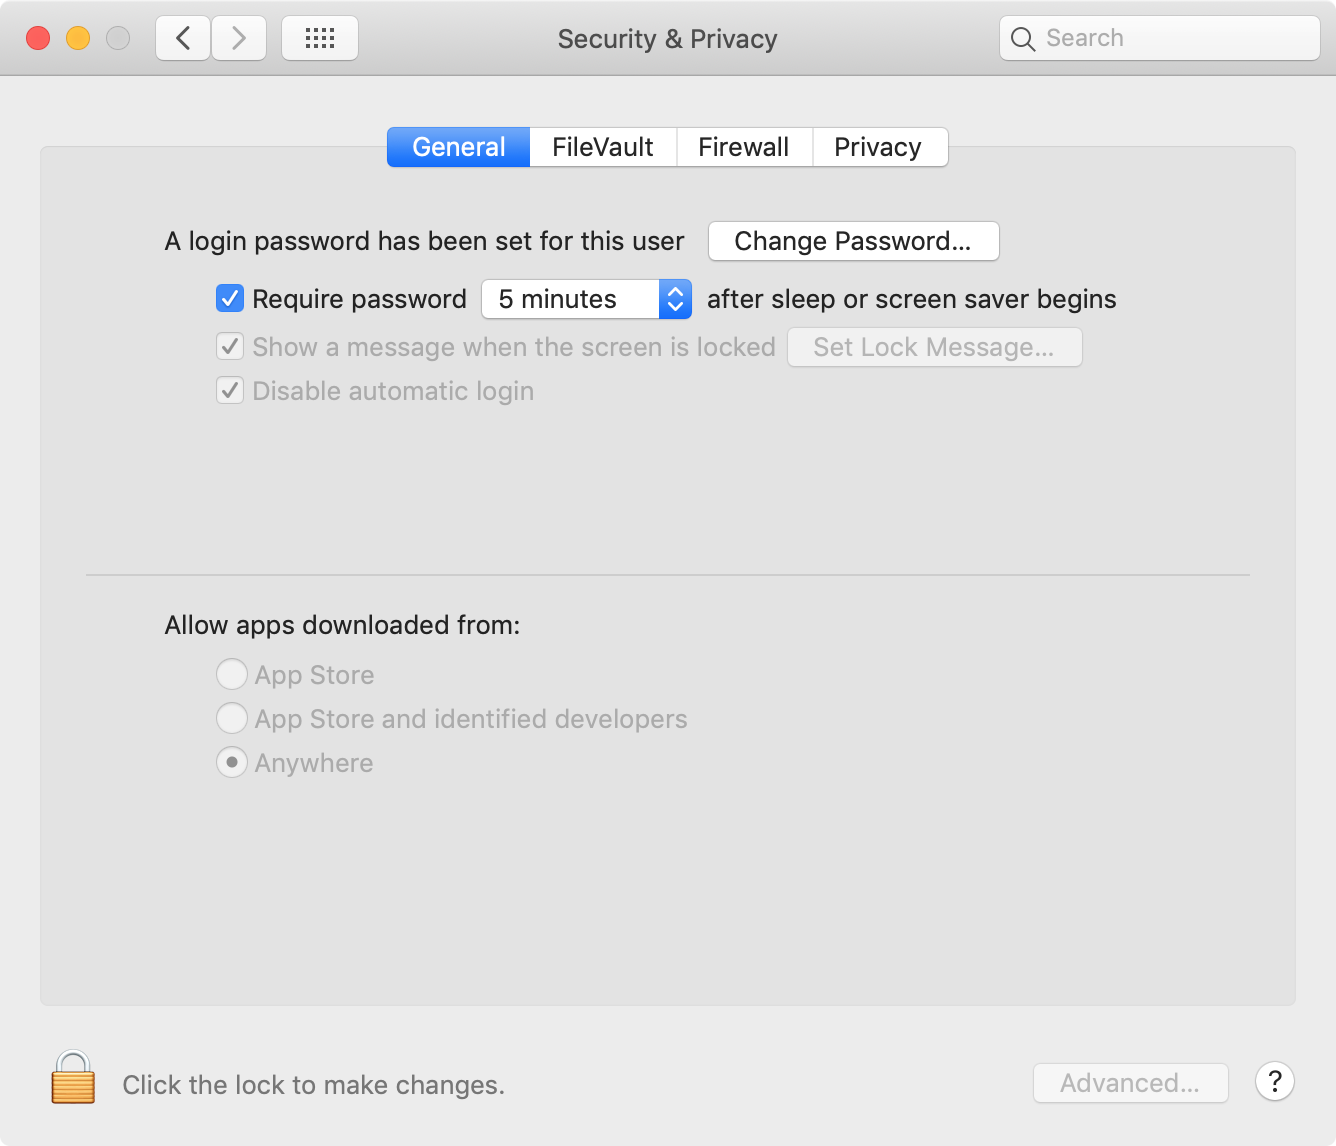 Security & Privacy
Search
General FileVault Firewall Privacy
A login password has been set for this user Change Password...
Require password 5 minutes after sleep or screen saver begins
Show a message when the screen is locked Set Lock Message...
Disable automatic login
Allow apps downloaded from:
App Store
App Store and identified developers
Anywhere
Click the lock to make changes. Advanced... ?